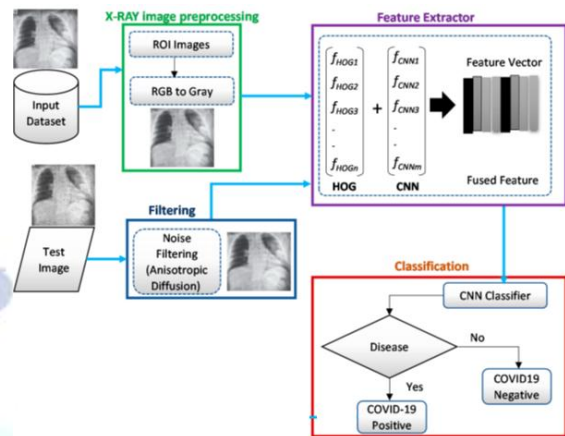 X-RAY image preprocessing
ROI Images
RGB to Gray
Input
Dataset
Feature Extractor
fHOG1
fHOG2
fHOG3
.
.
fHOGn
HOG
+
fCNN1
fCNN2
fCNN3
.
.
fCNNm
CNN
Feature Vector
Fused Feature
Test
Image
Filtering
Noise
Filtering
(Anisotropic
Diffusion)
Classification
CNN Classifier
Disease
No
Yes
COVID19
Negative
COVID-19
Positive